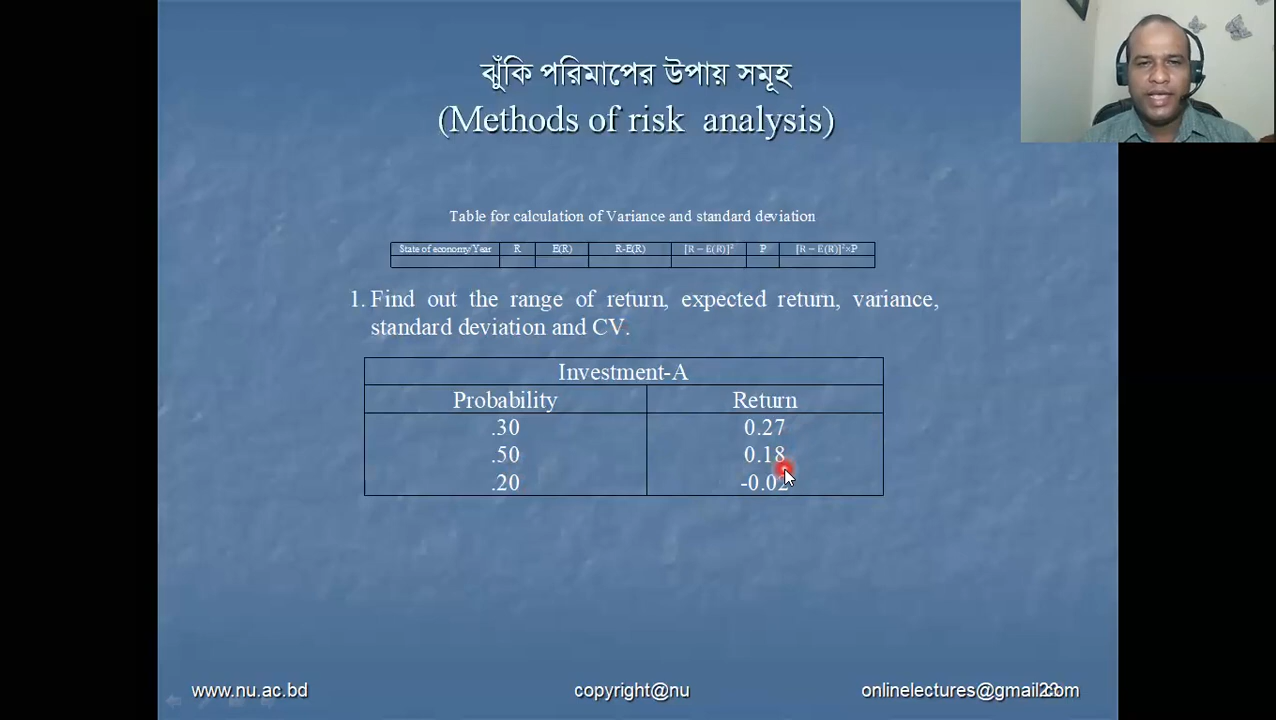 ঝুঁকি পরিমাপের উপায় সমূহ
(Methods of risk analysis)
Table for calculation of Variance and standard deviation
State of economy/Year R E(R) R-E(R) [R – E(R)]² P [R – E(R)]²×P
1. Find out the range of return, expected return, variance,
standard deviation and CV.
Investment-A
Probability Return
.30 0.27
.50 0.18
.20 -0.02
www.nu.ac.bd copyright@nu onlinelectures@gmail.com